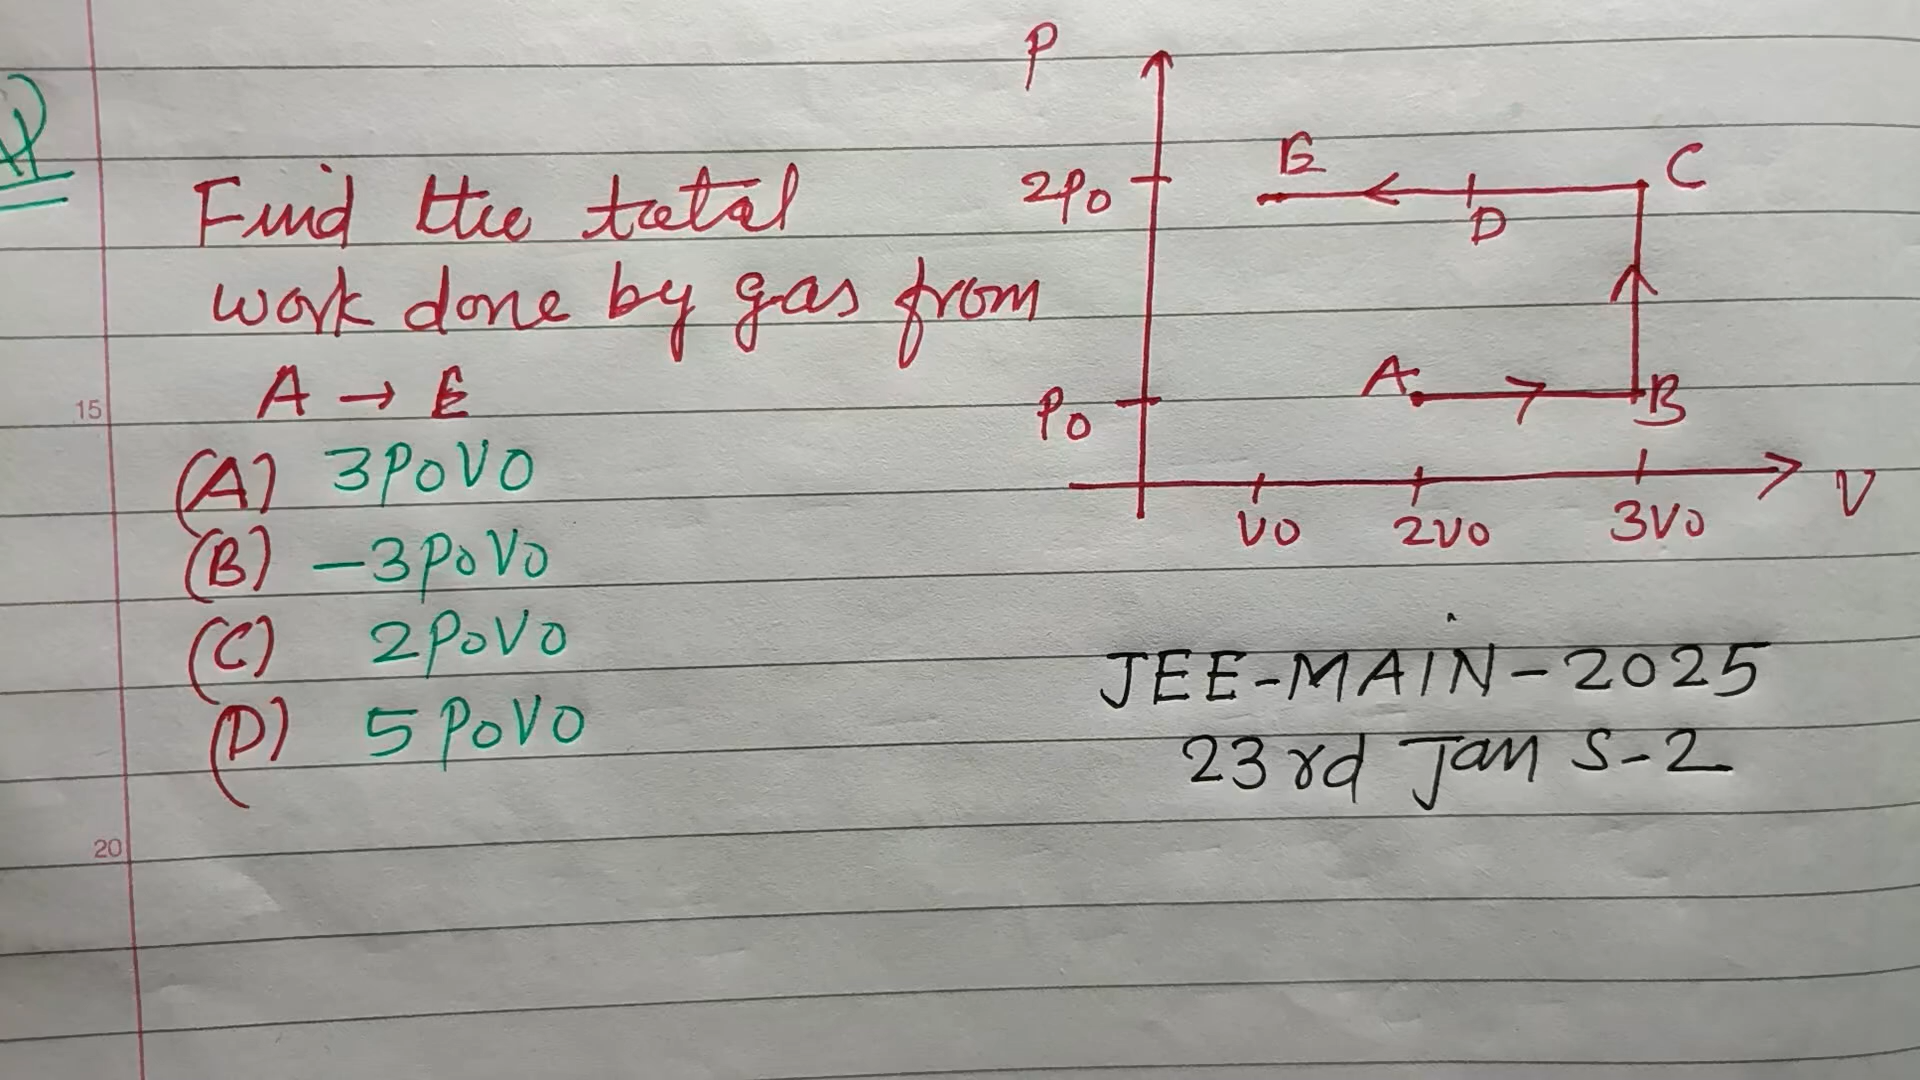 Find the total
work done by gas from
A → E
(A) 3P0V0
(B) -3P0V0
(C) 2P0V0
(D) 5P0V0
P
2P0
P0
E
D
C
A
B
V0
2V0
3V0
V
JEE-MAIN-2025
23rd Jan S-2
15
20